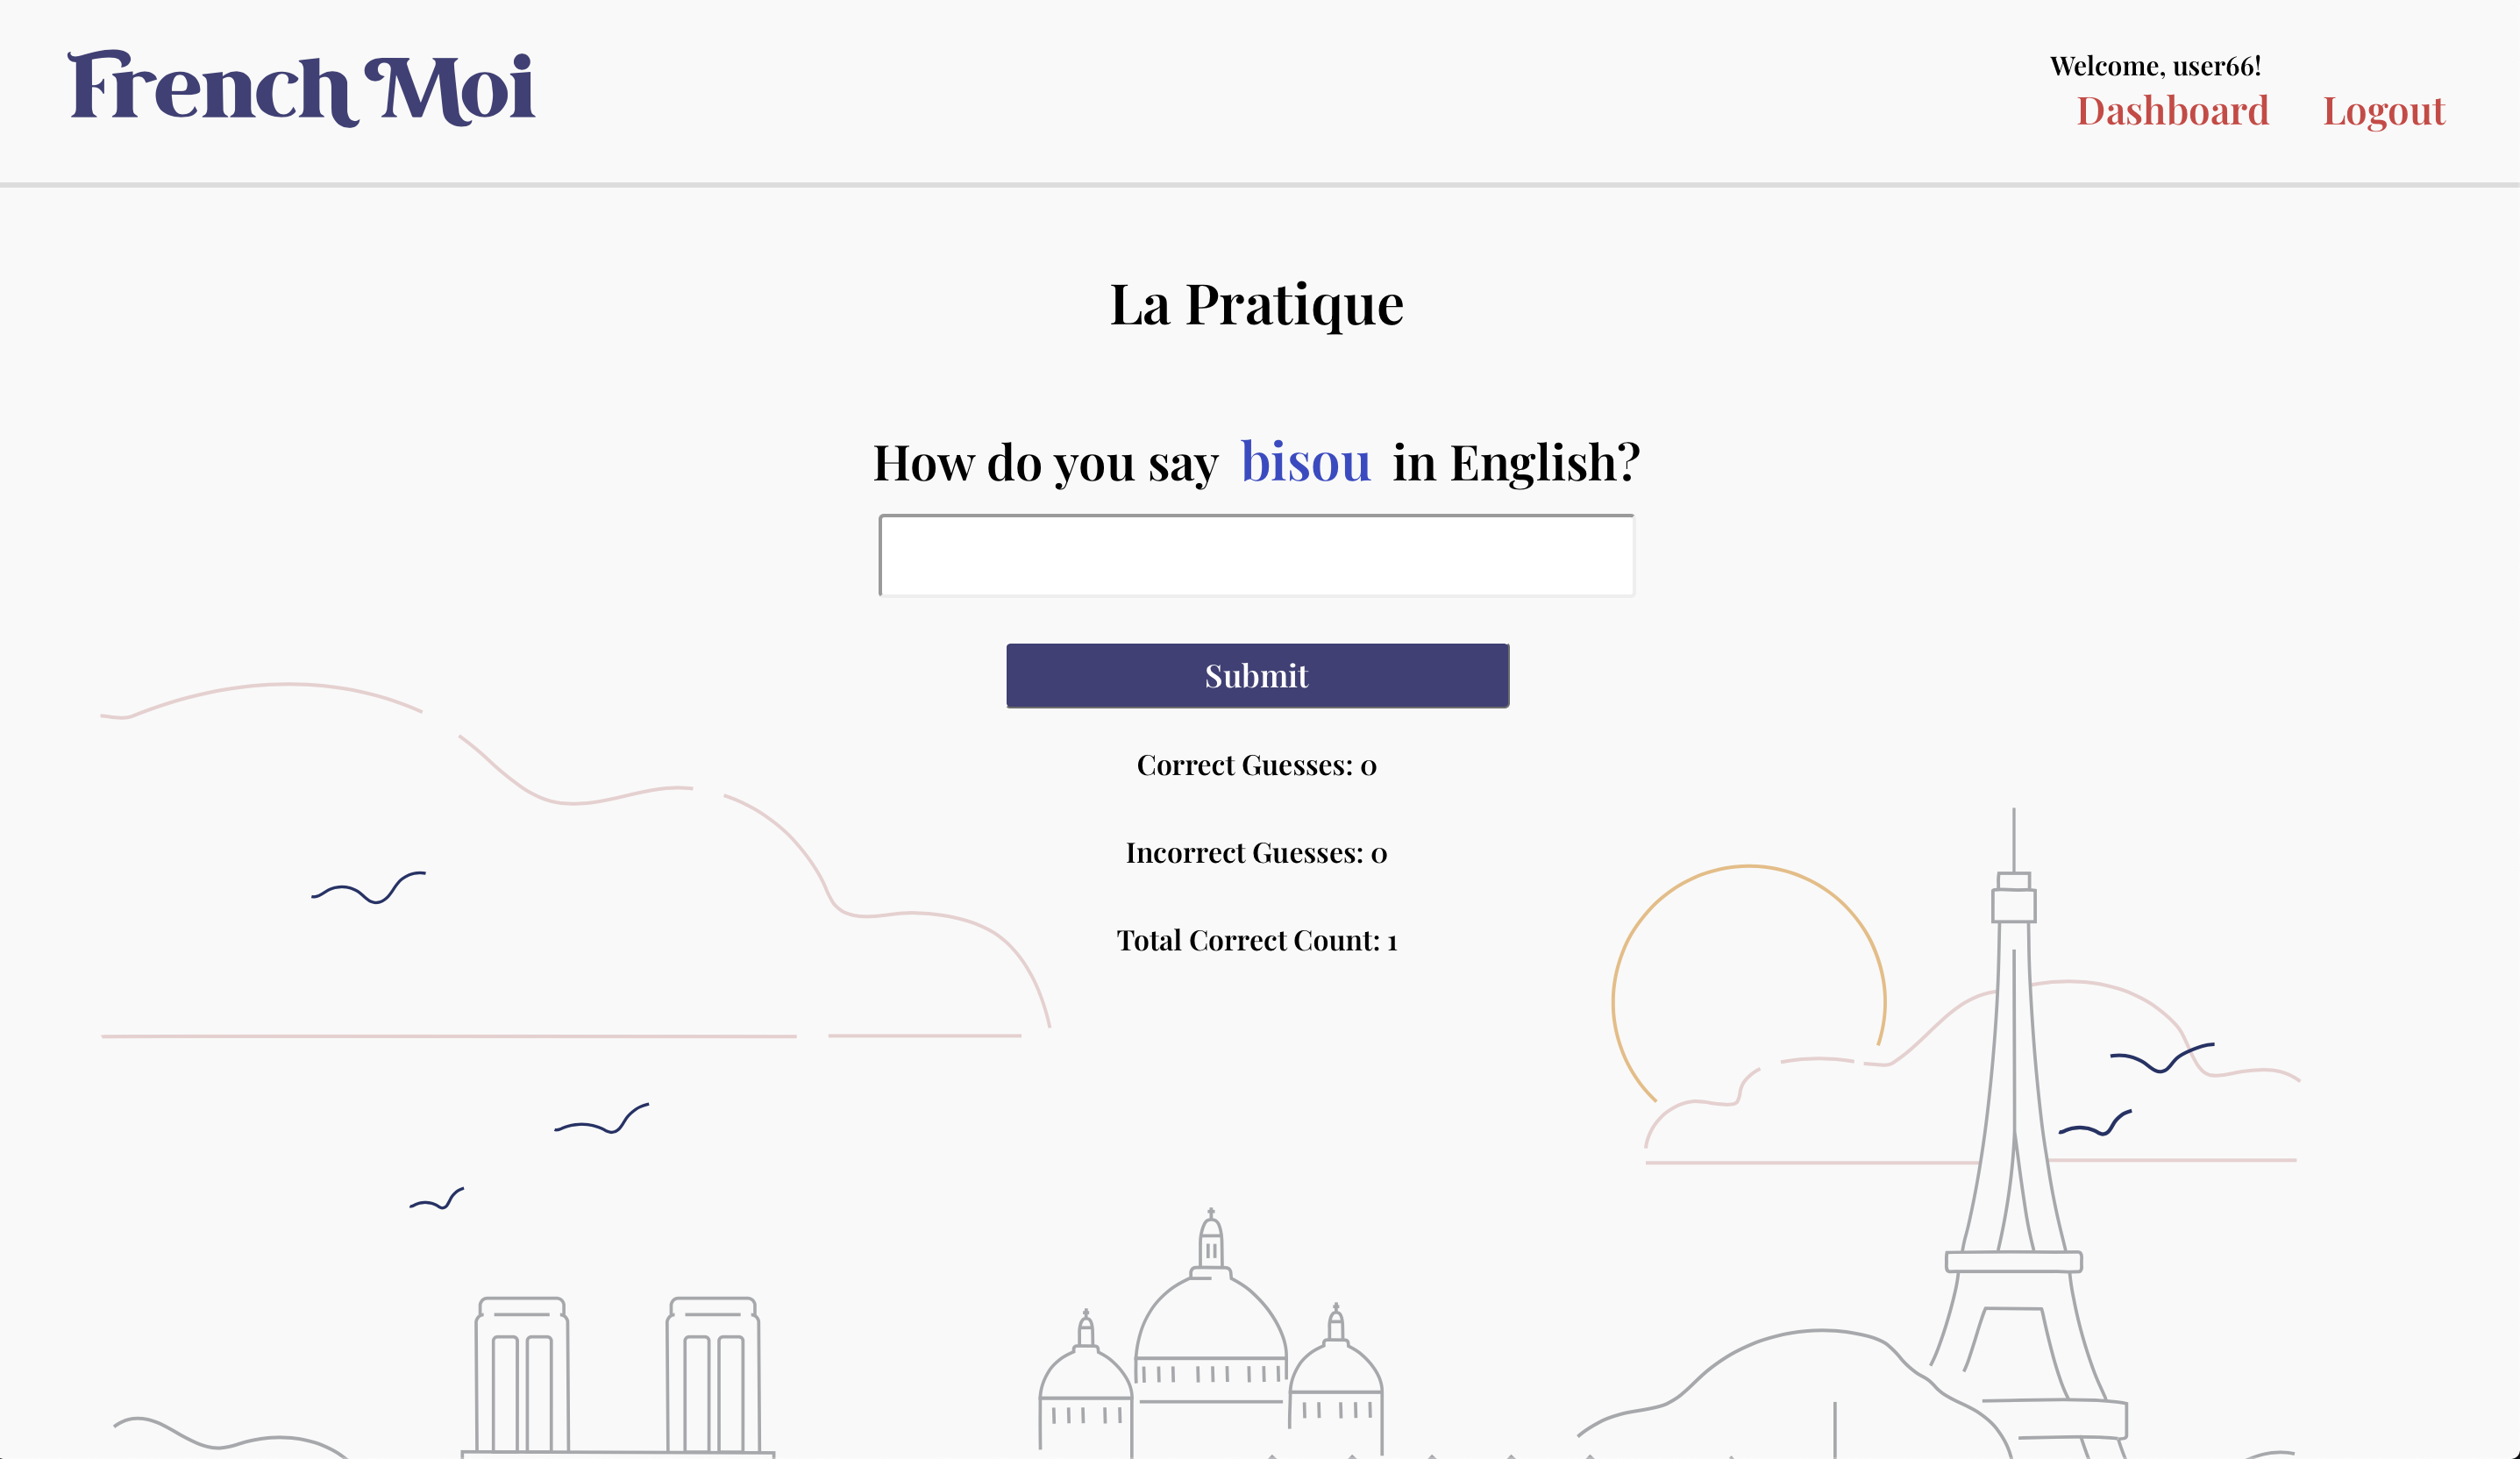 French Moi
Welcome, user66!
Dashboard Logout
La Pratique
How do you say bisou in English?
Submit
Correct Guesses: 0
Incorrect Guesses: 0
Total Correct Count: 1